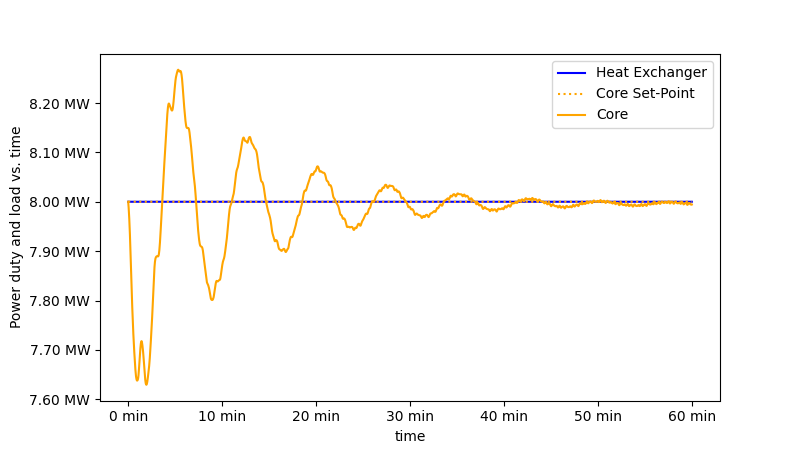 Power duty and load vs. time
8.20 MW
8.10 MW
8.00 MW
7.90 MW
7.80 MW
7.70 MW
7.60 MW
Heat Exchanger
Core Set-Point
Core
0 min 10 min 20 min 30 min 40 min 50 min 60 min
time